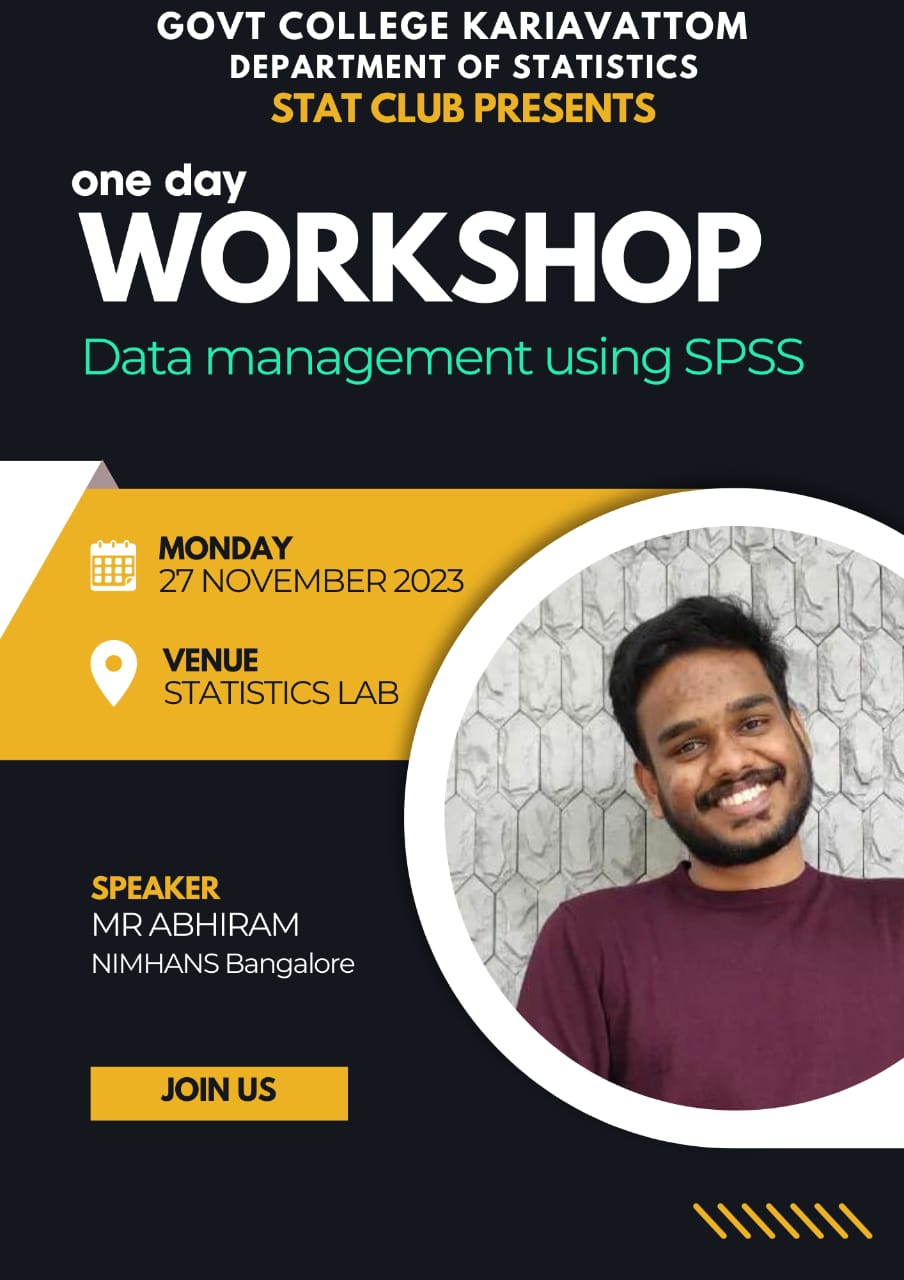 GOVT COLLEGE KARIAVATTOM
DEPARTMENT OF STATISTICS
STAT CLUB PRESENTS
one day
WORKSHOP
Data management using SPSS
MONDAY
27 NOVEMBER 2023
VENUE
STATISTICS LAB
SPEAKER
MR ABHIRAM
NIMHANS Bangalore
JOIN US